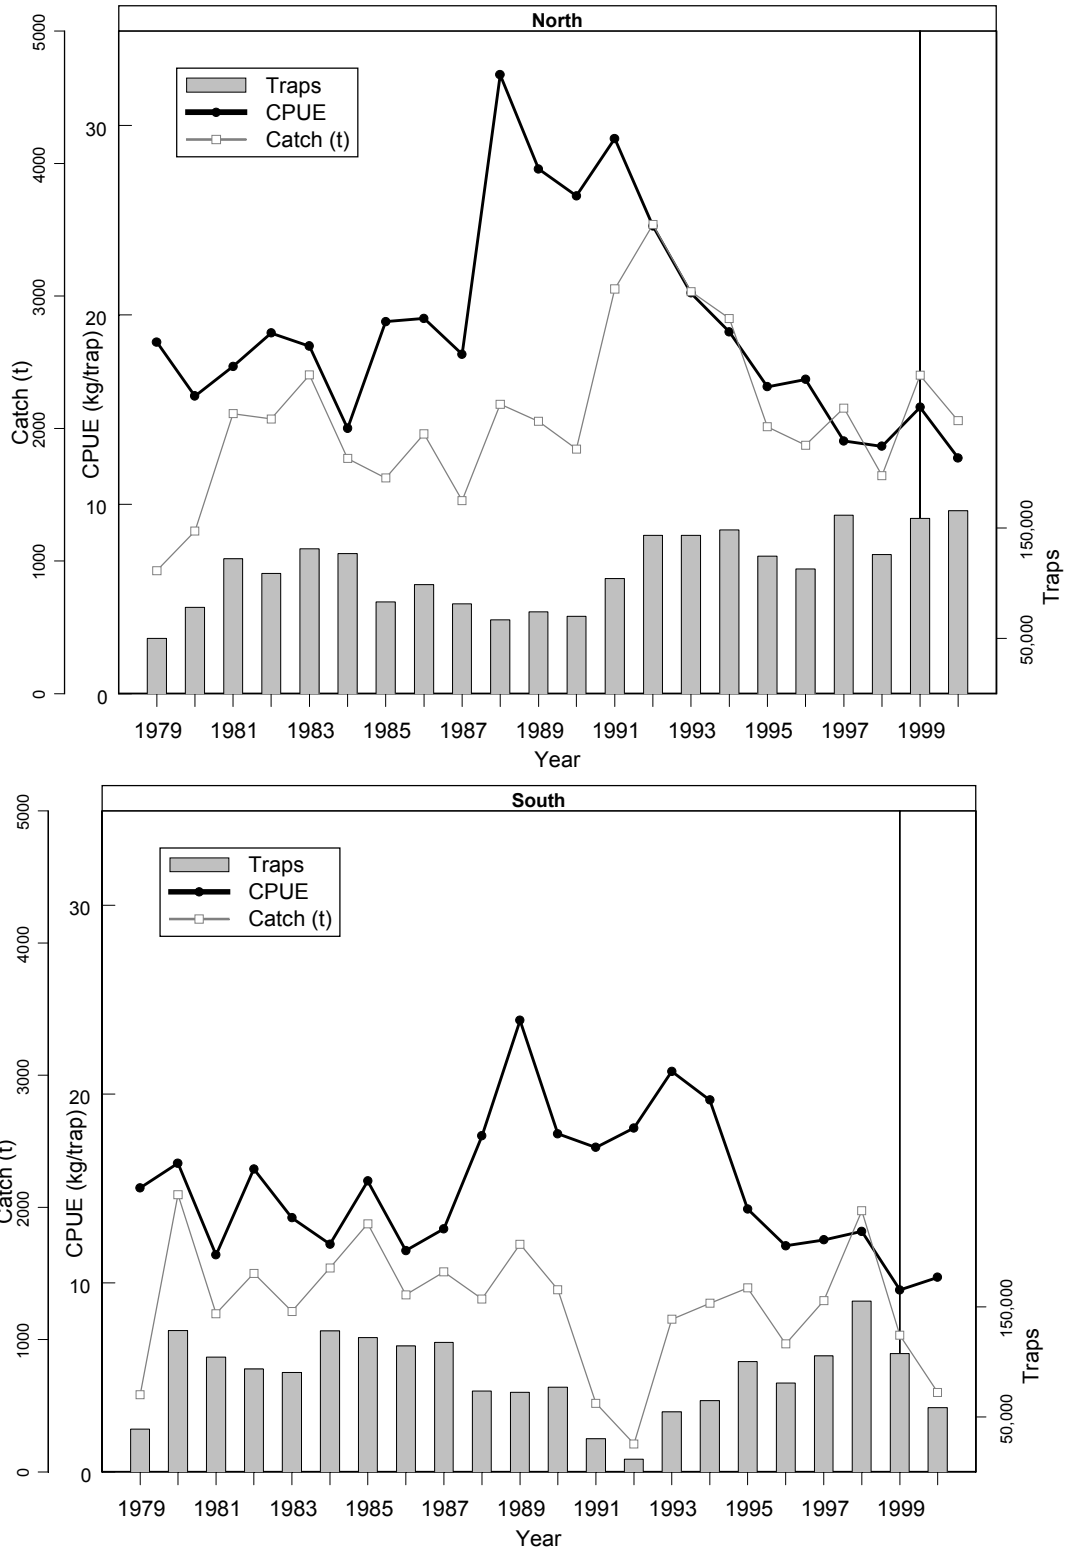 North
Traps
CPUE
Catch (t)
5000
4000
3000
2000
1000
0
Catch (t)
30
20
10
0
CPUE (kg/trap)
150,000
50,000
Traps
1979 1981 1983 1985 1987 1989 1991 1993 1995 1997 1999
Year
South
Traps
CPUE
Catch (t)
5000
4000
3000
2000
1000
0
Catch (t)
30
20
10
0
CPUE (kg/trap)
150,000
50,000
Traps
1979 1981 1983 1985 1987 1989 1991 1993 1995 1997 1999
Year